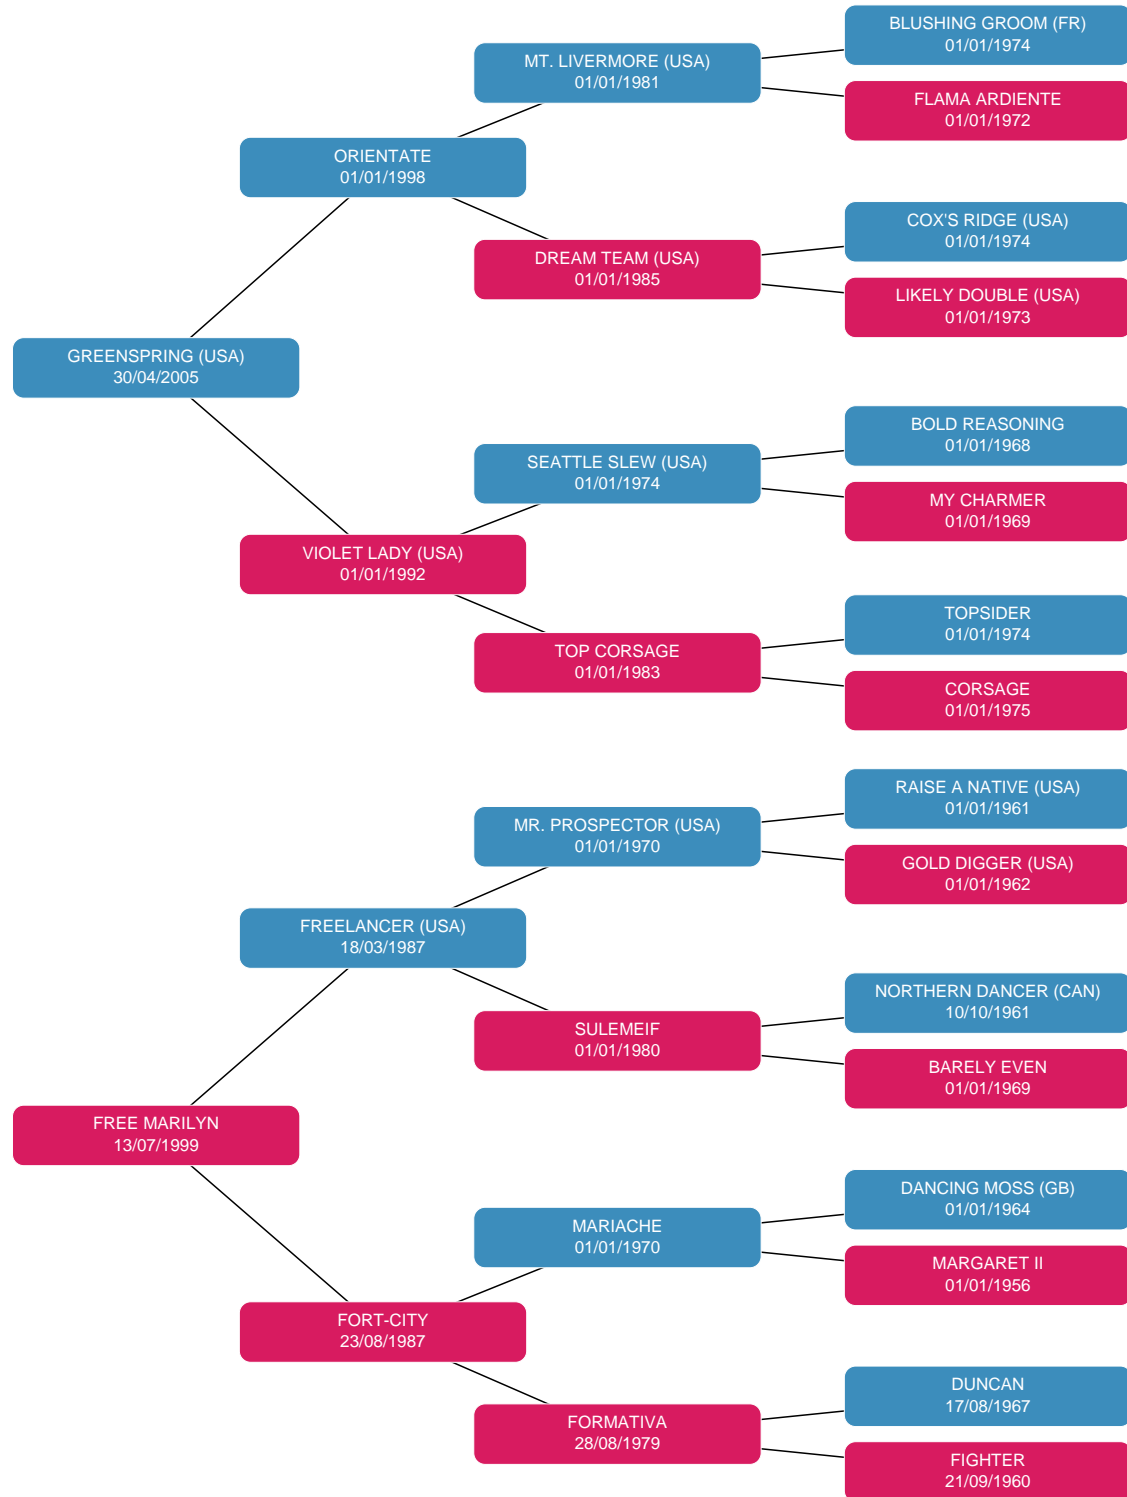 BLUSHING GROOM (FR)
01/01/1974
MT. LIVERMORE (USA)
01/01/1981
FLAMA ARDIENTE
01/01/1972
ORIENTATE
01/01/1998
COX'S RIDGE (USA)
01/01/1974
DREAM TEAM (USA)
01/01/1985
LIKELY DOUBLE (USA)
01/01/1973
GREENSPRING (USA)
30/04/2005
BOLD REASONING
01/01/1968
SEATTLE SLEW (USA)
01/01/1974
MY CHARMER
01/01/1969
VIOLET LADY (USA)
01/01/1992
TOPSIDER
01/01/1974
TOP CORSAGE
01/01/1983
CORSAGE
01/01/1975
RAISE A NATIVE (USA)
01/01/1961
MR. PROSPECTOR (USA)
01/01/1970
GOLD DIGGER (USA)
01/01/1962
FREELANCER (USA)
18/03/1987
NORTHERN DANCER (CAN)
10/10/1961
SULEMEIF
01/01/1980
BARELY EVEN
01/01/1969
FREE MARILYN
13/07/1999
DANCING MOSS (GB)
01/01/1964
MARIACHE
01/01/1970
MARGARET II
01/01/1956
FORT-CITY
23/08/1987
DUNCAN
17/08/1967
FORMATIVA
28/08/1979
FIGHTER
21/09/1960